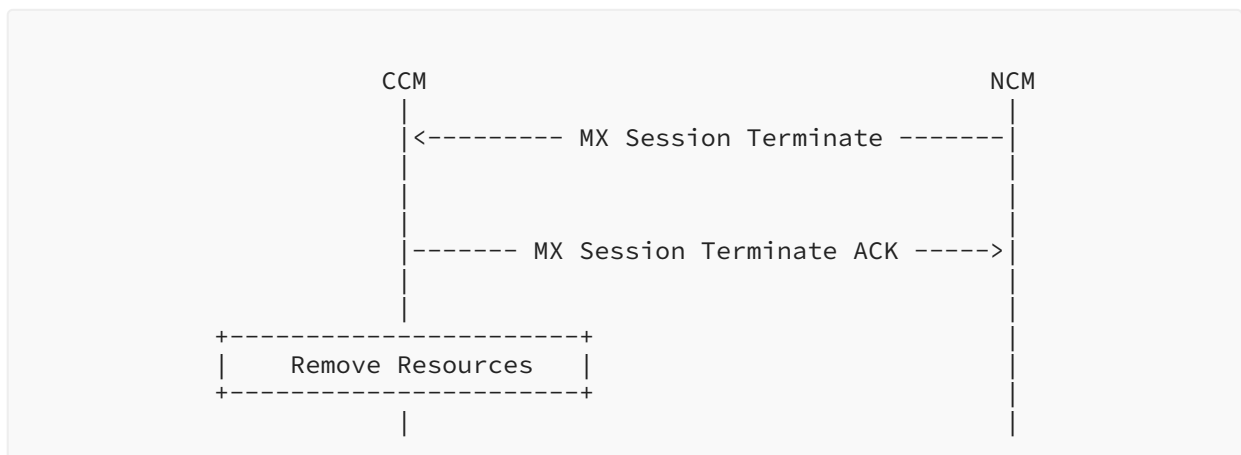 CCM NCM
<--------- MX Session Terminate -------
------- MX Session Terminate ACK ----->
Remove Resources